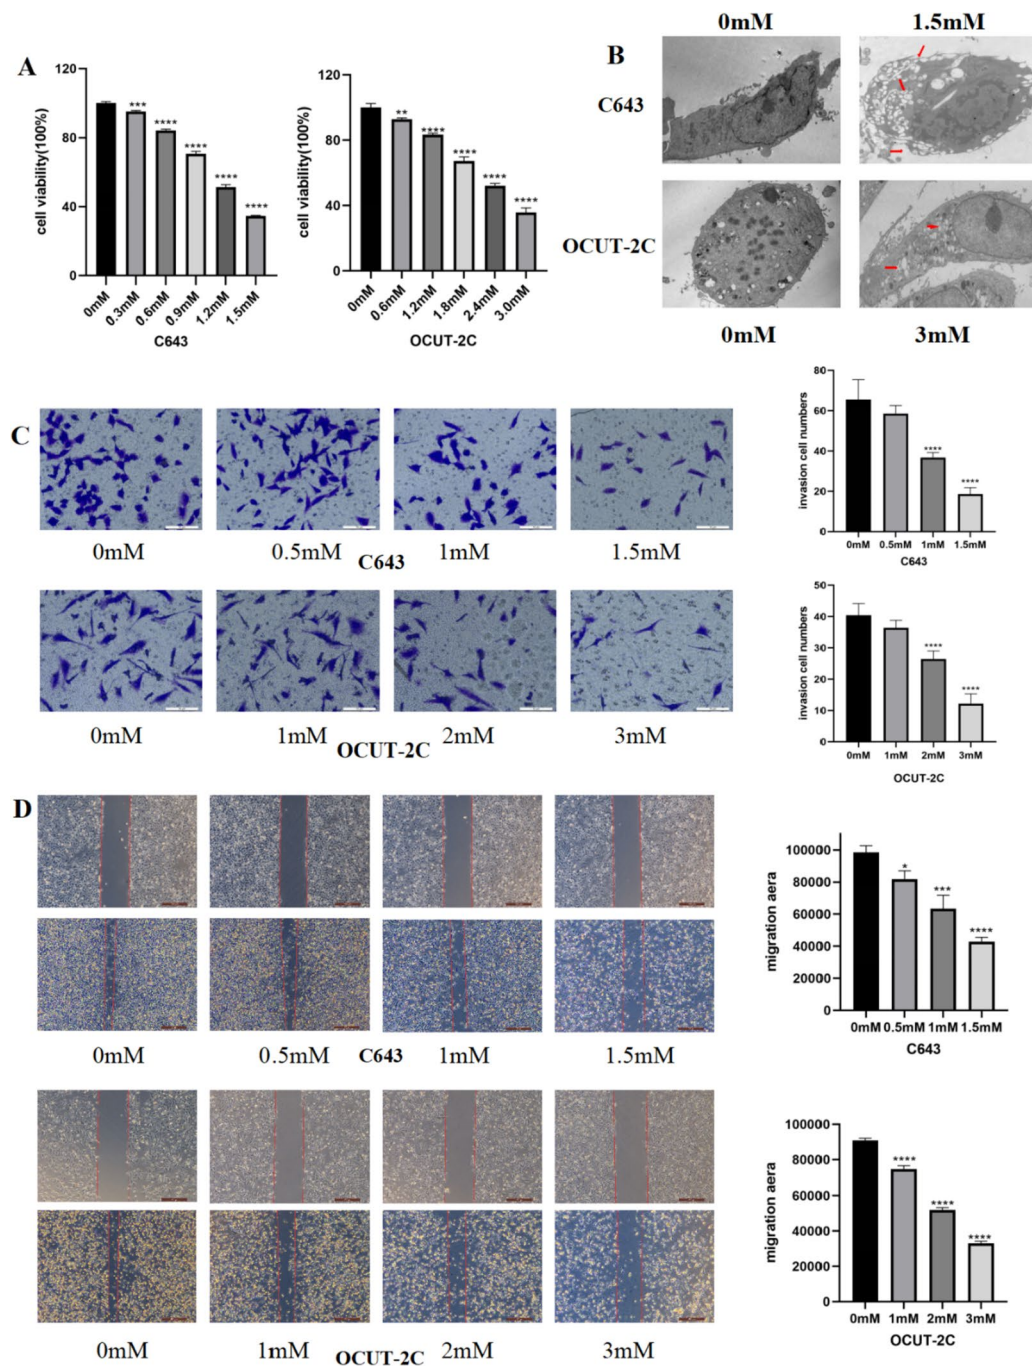 A
cell viability(100%)
120
80
40
0
***
****
****
****
****
0mM
0.3mM
0.6mM
0.9mM
1.2mM
1.5mM
C643
cell viability(100%)
120
80
40
0
**
****
****
****
****
0mM
0.6mM
1.2mM
1.8mM
2.4mM
3.0mM
OCUT-2C
B
0mM
1.5mM
C643
OCUT-2C
0mM
3mM
C
0mM
0.5mM
1mM
1.5mM
C643
0mM
1mM
2mM
3mM
OCUT-2C
invasion cell numbers
80
60
40
20
0
****
****
0mM
0.5mM
1mM
1.5mM
C643
invasion cell numbers
50
40
30
20
10
0
****
****
0mM
1mM
2mM
3mM
OCUT-2C
D
0mM
0.5mM
1mM
1.5mM
C643
0mM
1mM
2mM
3mM
OCUT-2C
migration aera
100000
80000
60000
40000
20000
0
*
***
****
0mM
0.5mM
1mM
1.5mM
C643
migration aera
100000
80000
60000
40000
20000
0
****
****
****
0mM
1mM
2mM
3mM
OCUT-2C